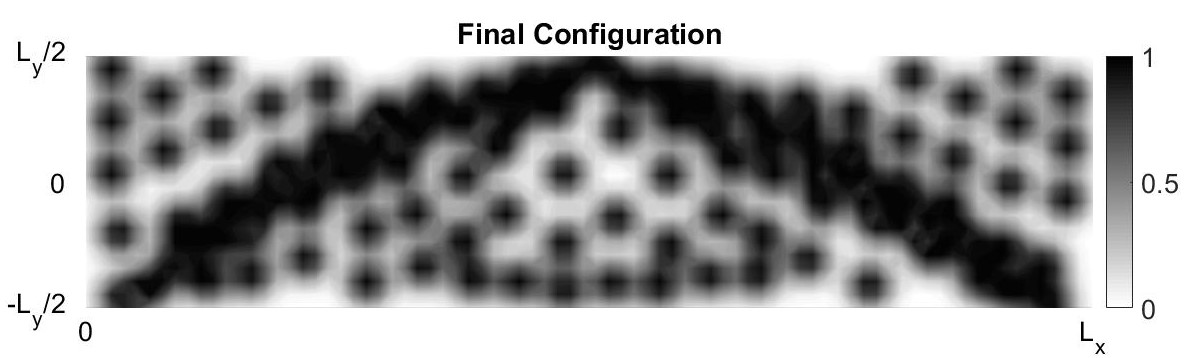 Final Configuration
L_y/2
0
-L_y/2
0
L_x
1
0.5
0